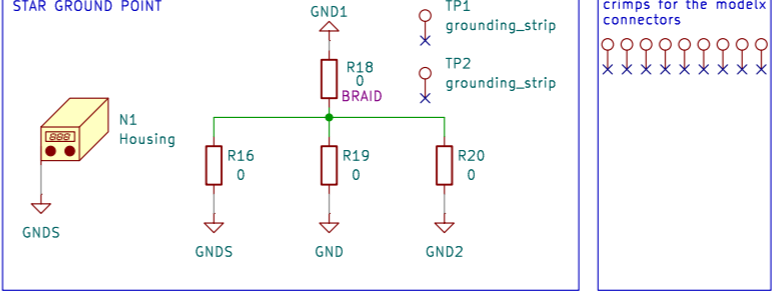 STAR GROUND POINT
GND1
TP1
grounding_strip
R18
0
BRAID
TP2
grounding_strip
N1
Housing
R16
0
R19
0
R20
0
GNDS
GNDS
GND
GND2
crimps for the modelx
connectors